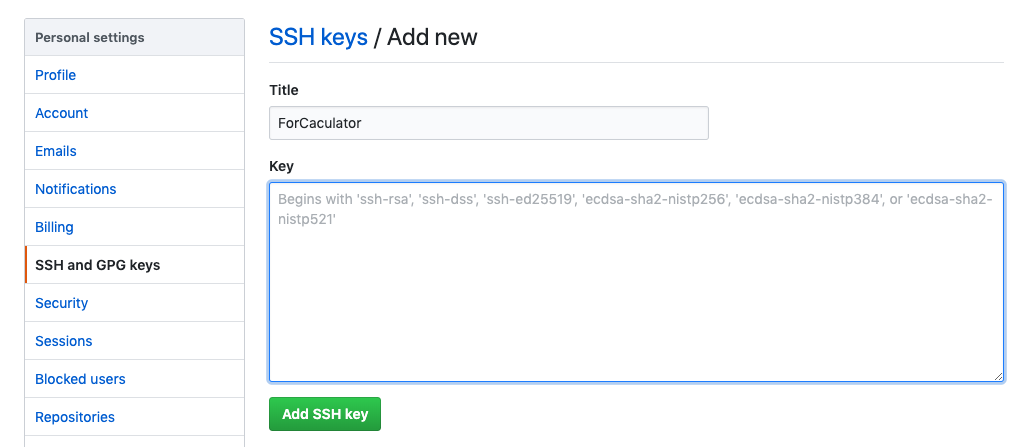 Personal settings
Profile
Account
Emails
Notifications
Billing
SSH and GPG keys
Security
Sessions
Blocked users
Repositories
SSH keys / Add new
Title
ForCaculator
Key
Begins with 'ssh-rsa', 'ssh-dss', 'ssh-ed25519', 'ecdsa-sha2-nistp256', 'ecdsa-sha2-nistp384', or 'ecdsa-sha2-
nistp521'
Add SSH key